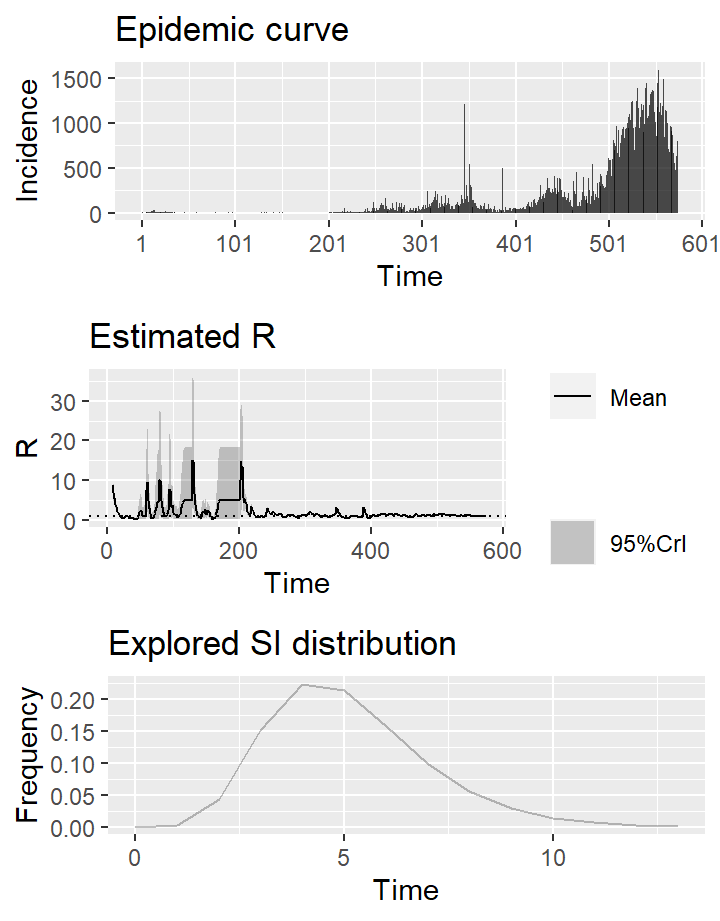 Epidemic curve
Incidence
1500
1000
500
0
1 101 201 301 401 501 601
Time
Estimated R
R
30
20
10
0
0 200 400 600
Time
Mean
95%CrI
Explored SI distribution
Frequency
0.20
0.15
0.10
0.05
0.00
0 5 10
Time